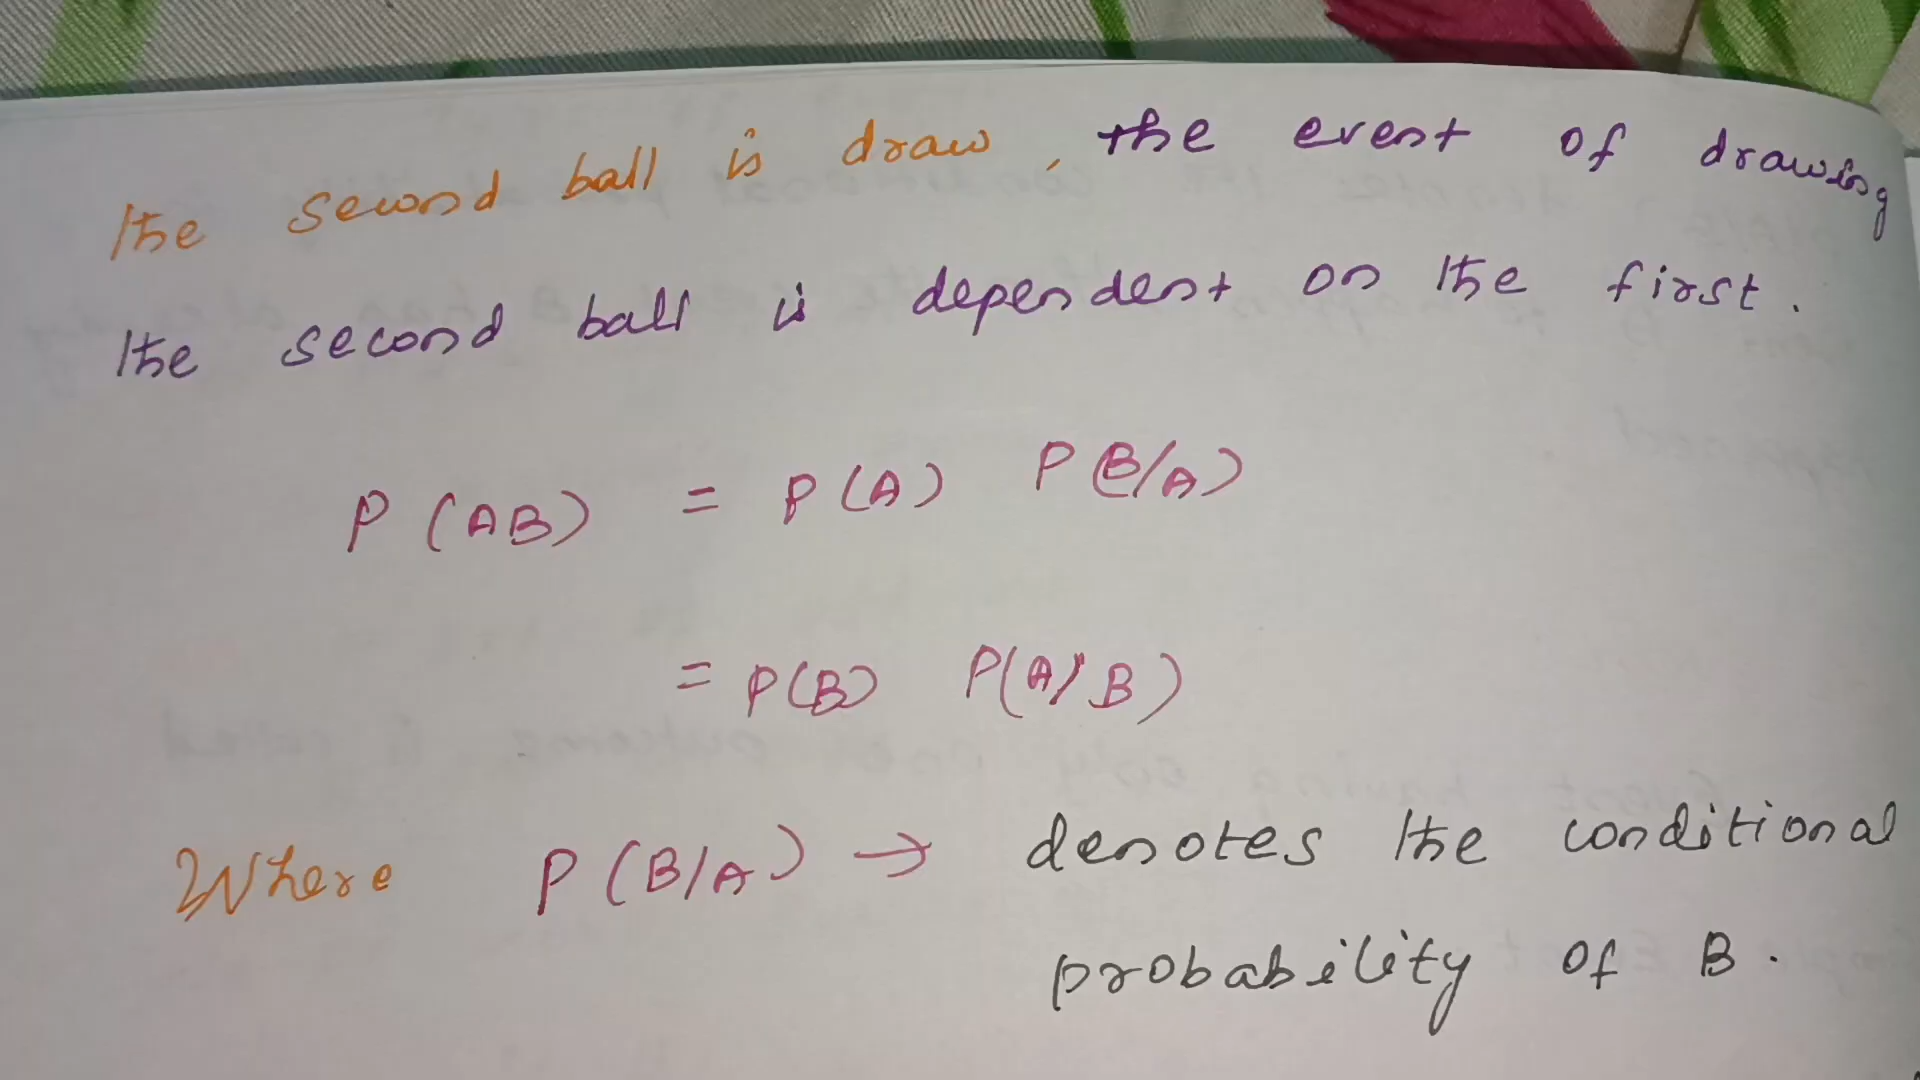 the second ball is draw, the event of drawing
the second ball is dependent on the first.
P (AB) = P (A) P (B/A)
= P(B) P(A/B)
Where P (B/A) → denotes the conditional
probability of B.